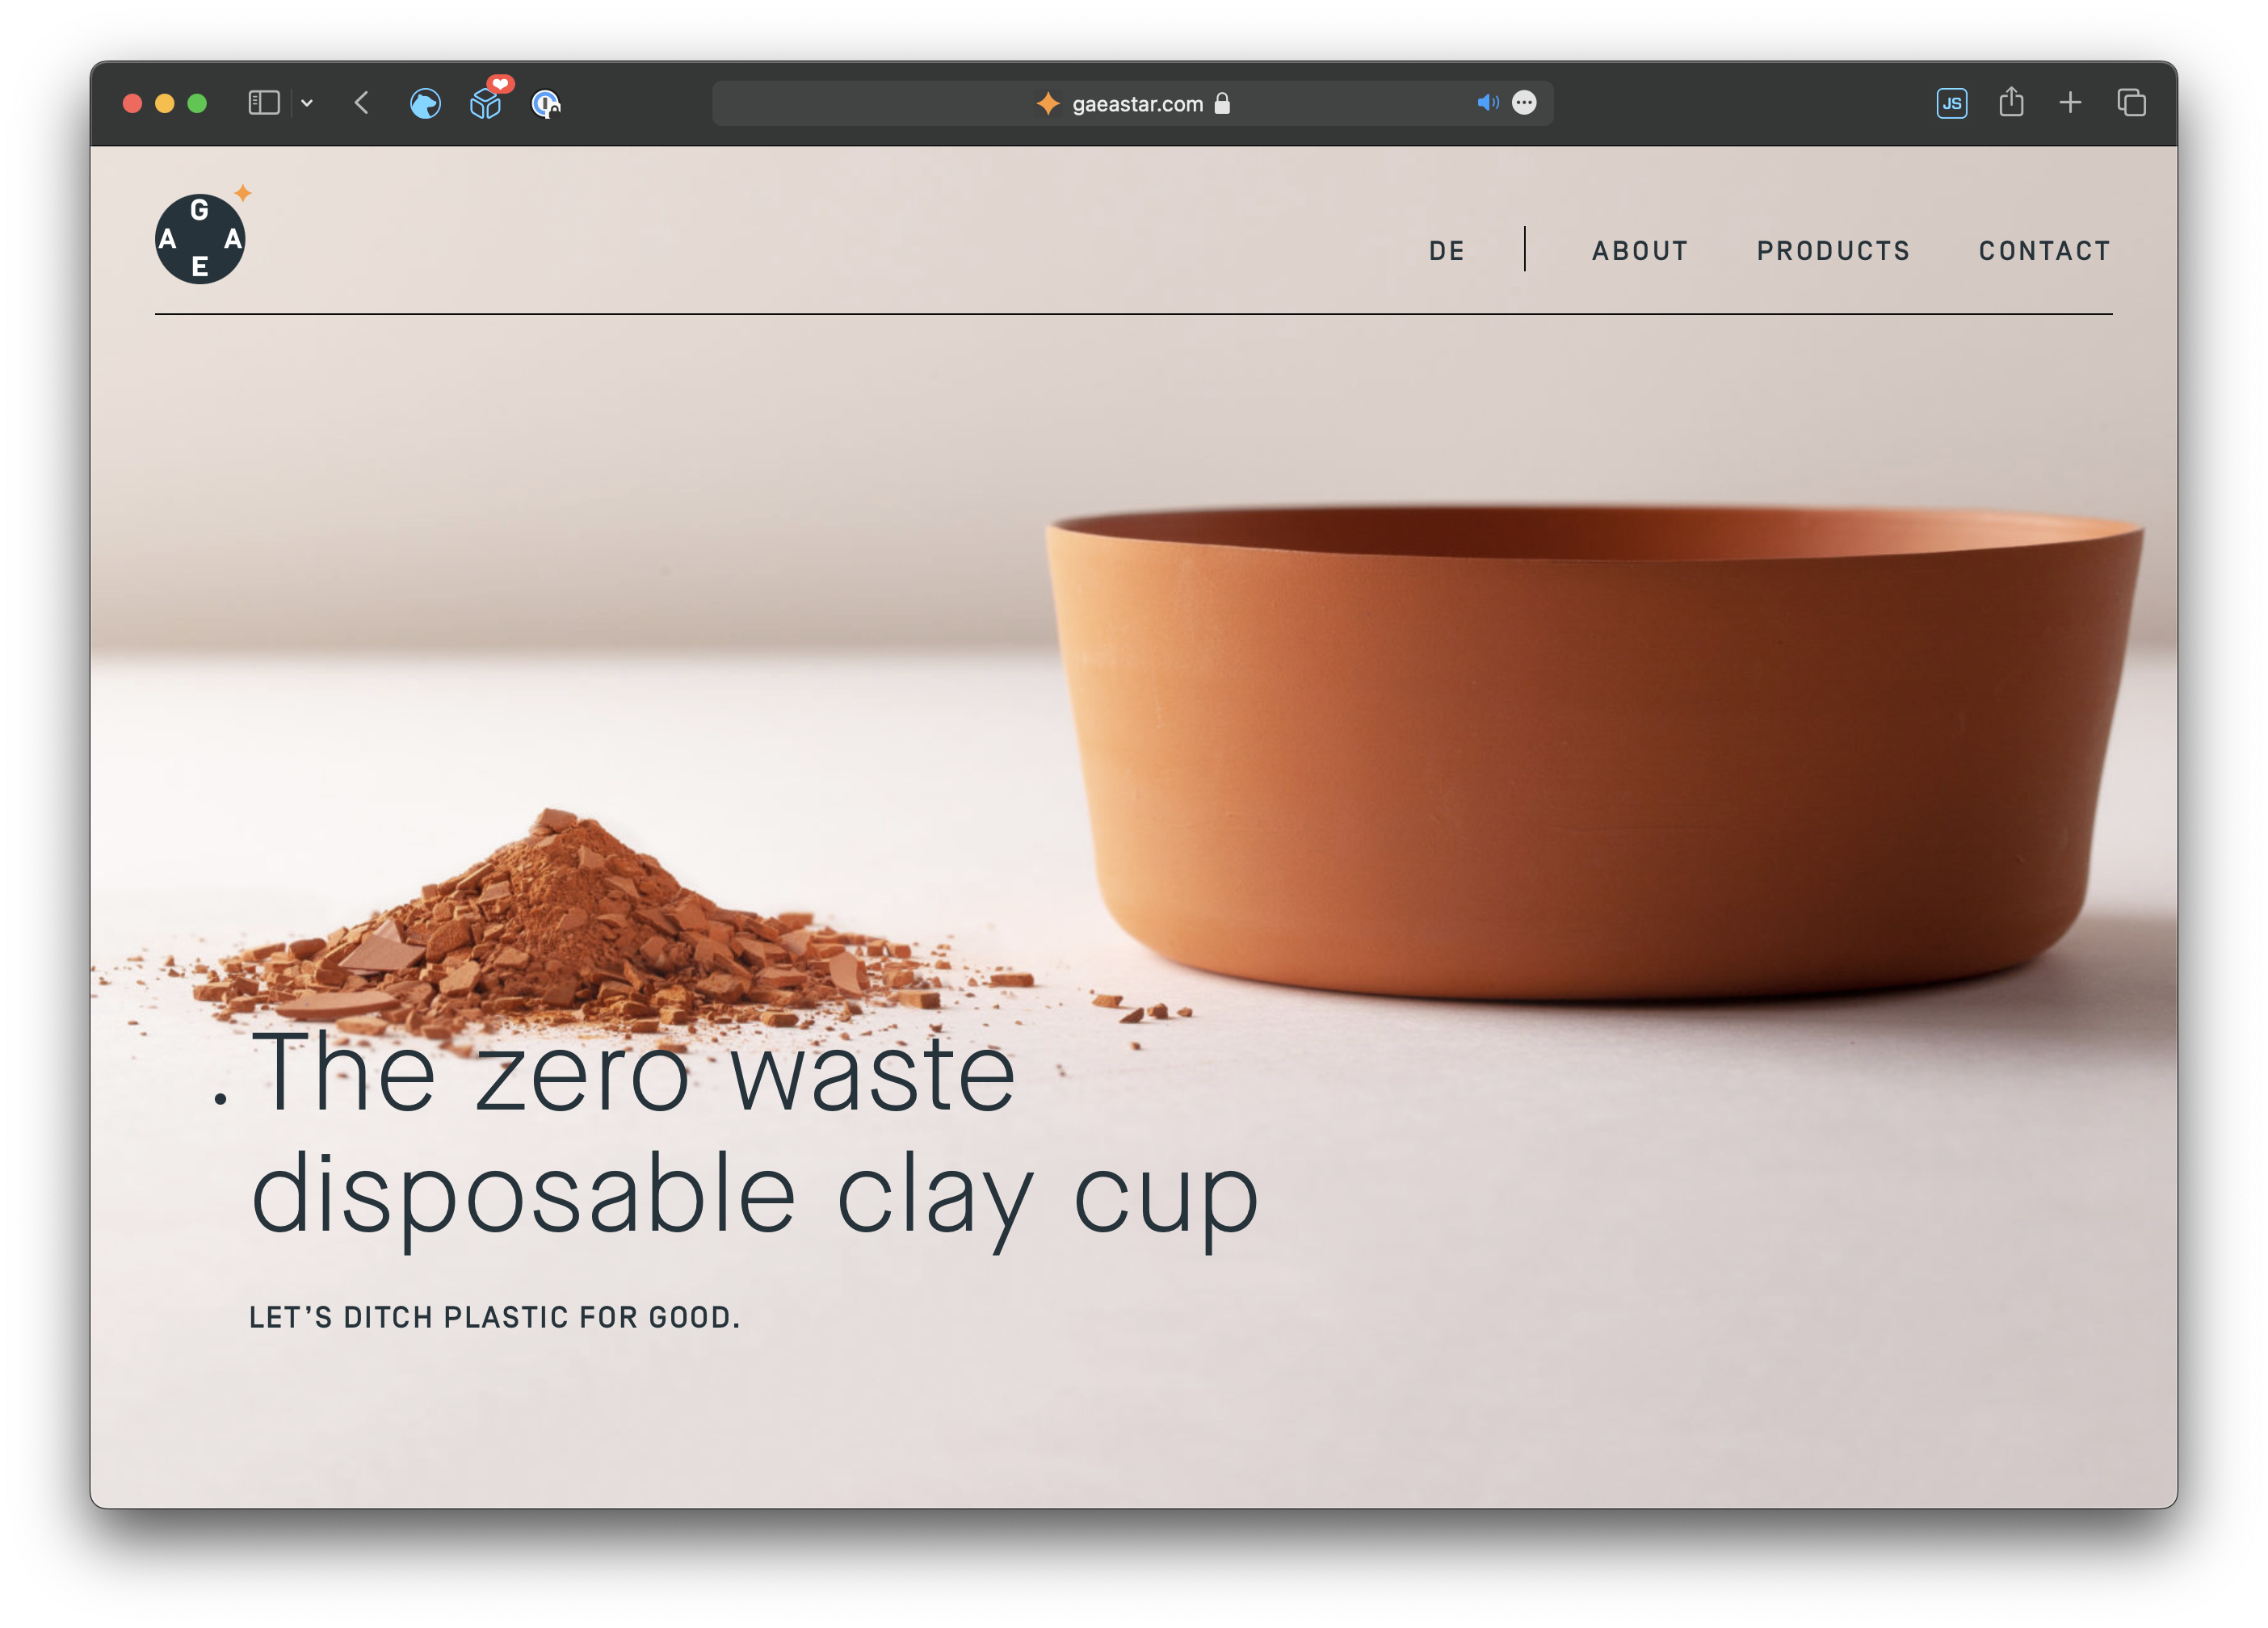 gaeastar.com
JS
G
A A
E
DE ABOUT PRODUCTS CONTACT
. The zero waste
disposable clay cup
LET’S DITCH PLASTIC FOR GOOD.